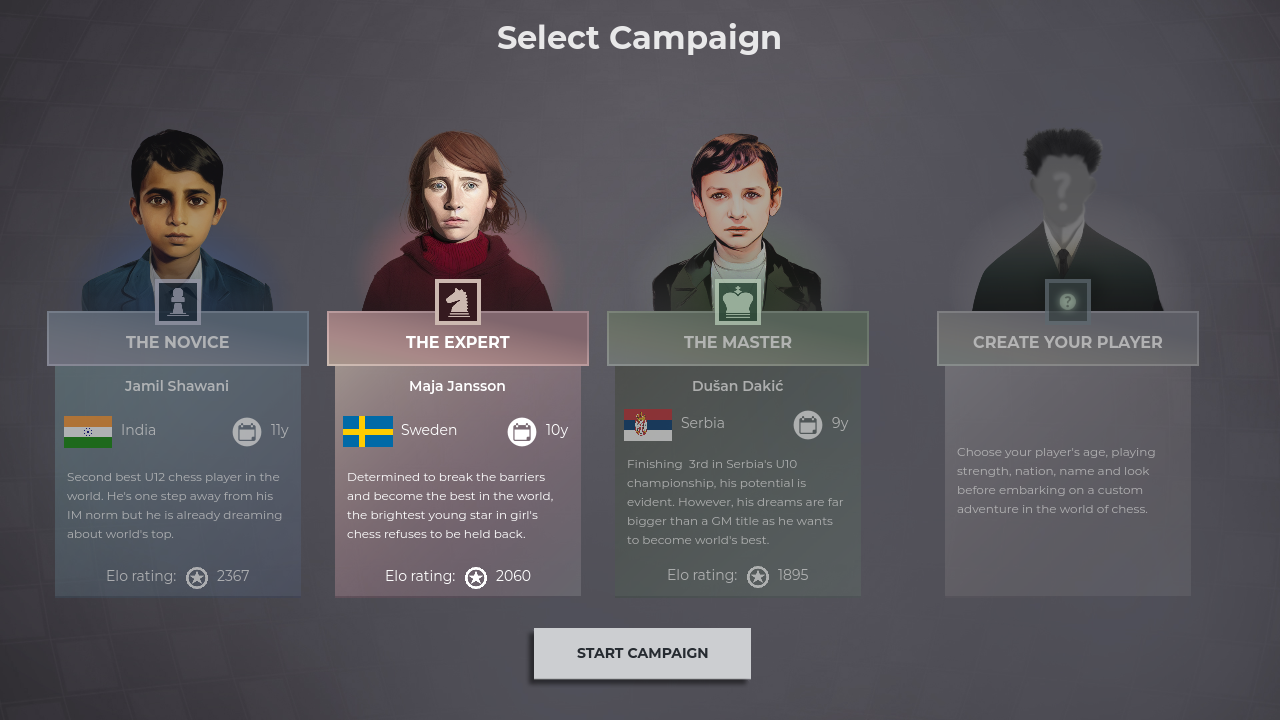 Select Campaign
THE NOVICE
Jamil Shawani
India
11y
Second best U12 chess player in the
world. He's one step away from his
IM norm but he is already dreaming
about world's top.
Elo rating: 2367
THE EXPERT
Maja Jansson
Sweden
10y
Determined to break the barriers
and become the best in the world,
the brightest young star in girl's
chess refuses to be held back.
Elo rating: 2060
THE MASTER
Dušan Dakić
Serbia
9y
Finishing  3rd in Serbia's U10
championship, his potential is
evident. However, his dreams are far
bigger than a GM title as he wants
to become world's best.
Elo rating: 1895
?
?
CREATE YOUR PLAYER
Choose your player's age, playing
strength, nation, name and look
before embarking on a custom
adventure in the world of chess.
START CAMPAIGN